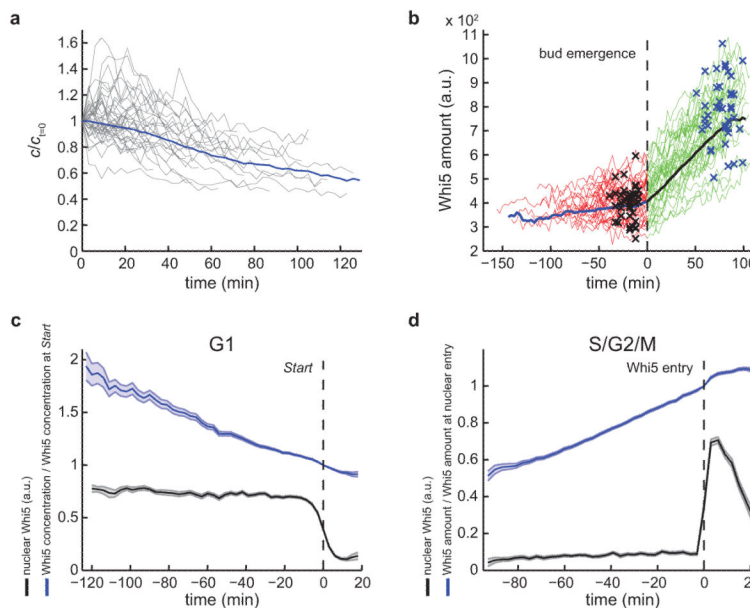 a
1.6
1.4
1.2
1
0.8
0.6
0.4
0.2
0
c/c t=0
0 20 40 60 80 100 120
time (min)
b
× 10²
11
10
9
8
7
6
5
4
3
2
Whi5 amount (a.u.)
bud emergence
−150 −100 −50 0 50 100
time (min)
c
G1
Start
2
1.5
1
0.5
0
nuclear Whi5 (a.u.)
Whi5 concentration / Whi5 concentration at Start
-120 −100 −80 −60 −40 −20 0 20
time (min)
d
S/G2/M
Whi5 entry
1
0.8
0.6
0.4
0.2
0
nuclear Whi5 (a.u.)
Whi5 amount / Whi5 amount at nuclear entry
−80 −60 −40 −20 0 20
time (min)